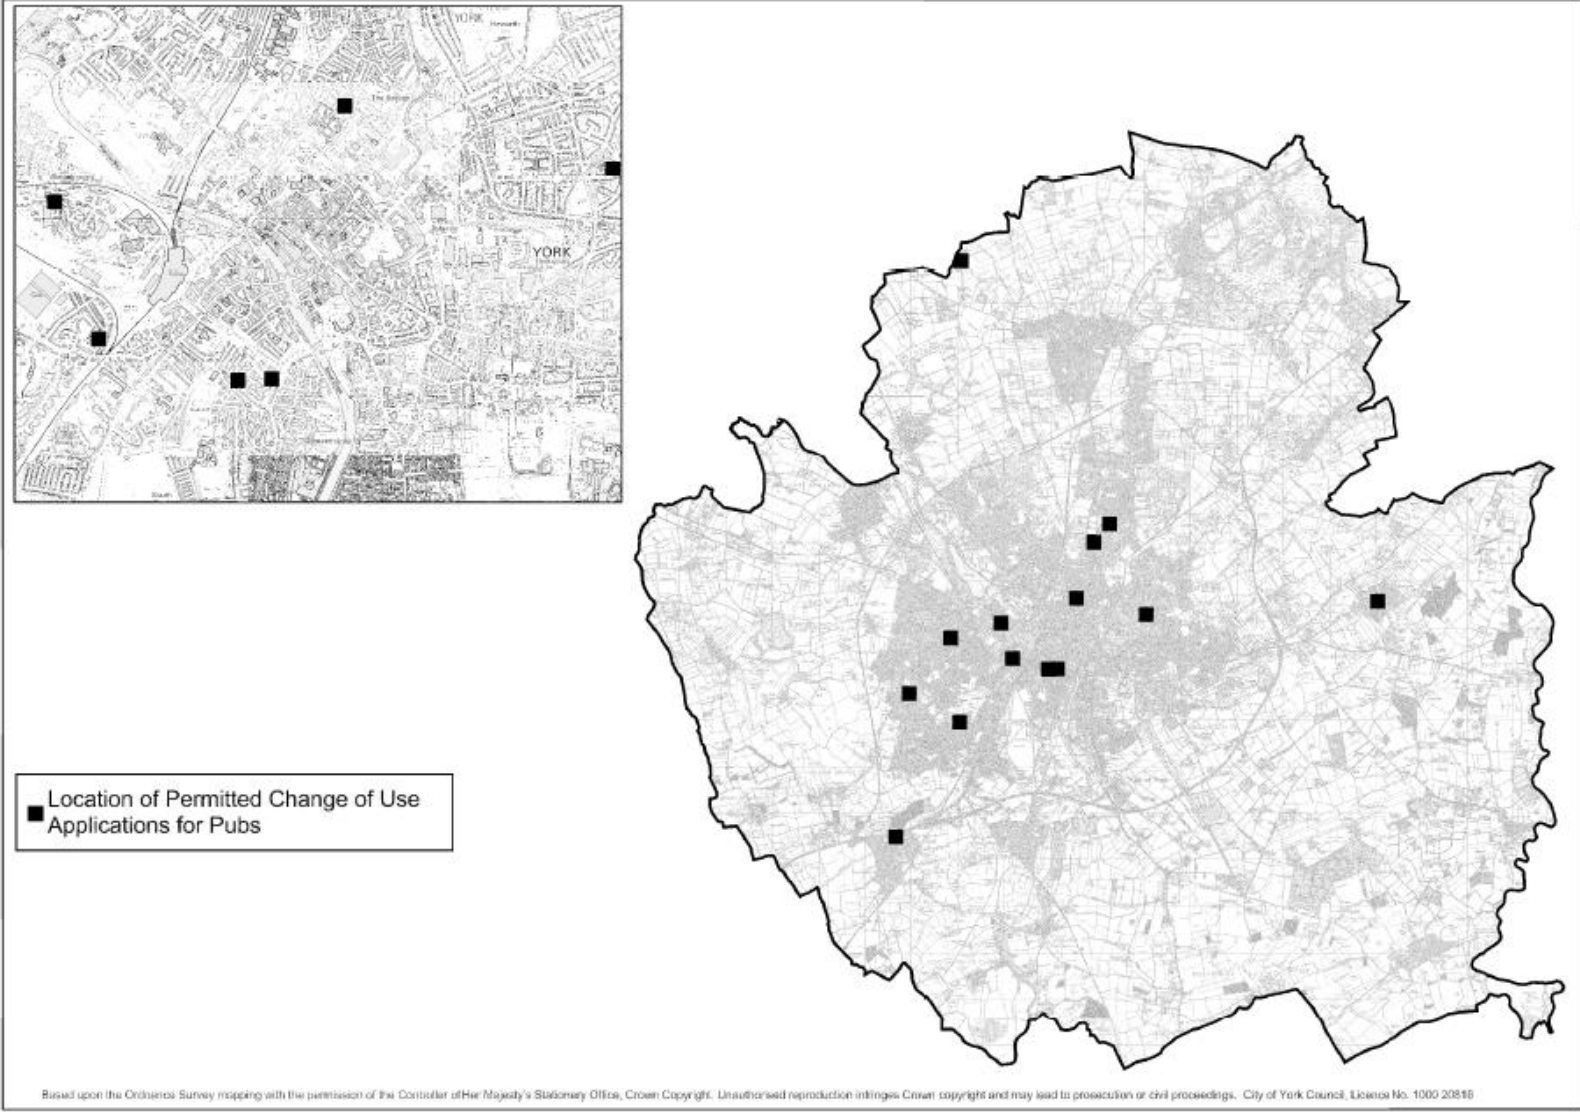 YORK
YORK
Location of Permitted Change of Use
Applications for Pubs
Based upon the Ordnance Survey mapping with the permission of the Controller of Her Majesty's Stationery Office, Crown Copyright. Unauthorised reproduction infringes Crown copyright and may lead to prosecution or civil proceedings. City of York Council, Licence No. 1000 20818